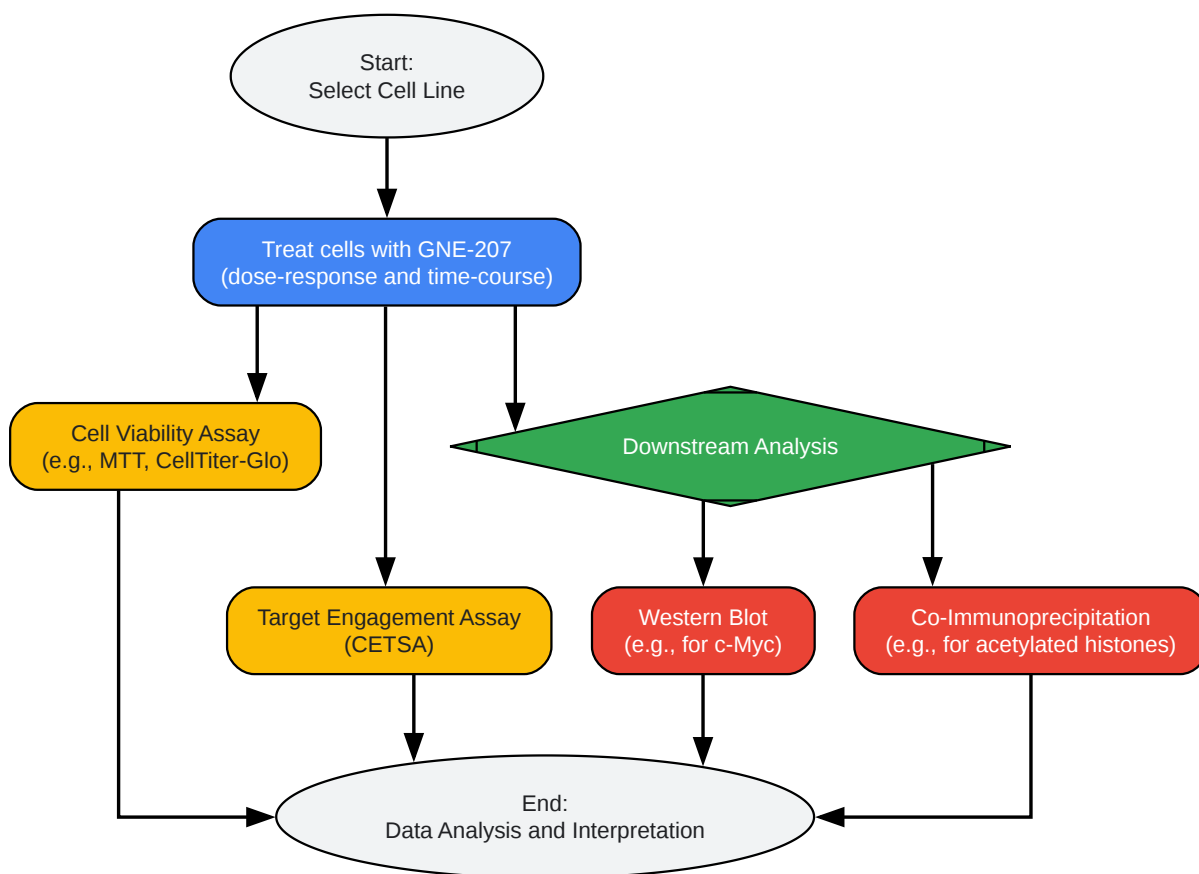 Start:
Select Cell Line
Treat cells with GNE-207
(dose-response and time-course)
Cell Viability Assay
(e.g., MTT, CellTiter-Glo)
Downstream Analysis
Target Engagement Assay
(CETSA)
Western Blot
(e.g., for c-Myc)
Co-Immunoprecipitation
(e.g., for acetylated histones)
End:
Data Analysis and Interpretation